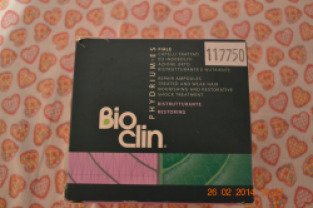 PHYDRIUM-ES
FIALE
CAPELLI TRATTATI
ED INDEBOLITI
AZIONE URTO
RISTRUTTURANTE E NUTRIENTE
REPAIR AMPOULES
TREATED AND WEAK HAIR
NOURISHING AND RESTORATIVE
SHOCK TREATMENT
RISTRUTTURANTE
RESTORING
117750
Bio
clin
26 02 2014